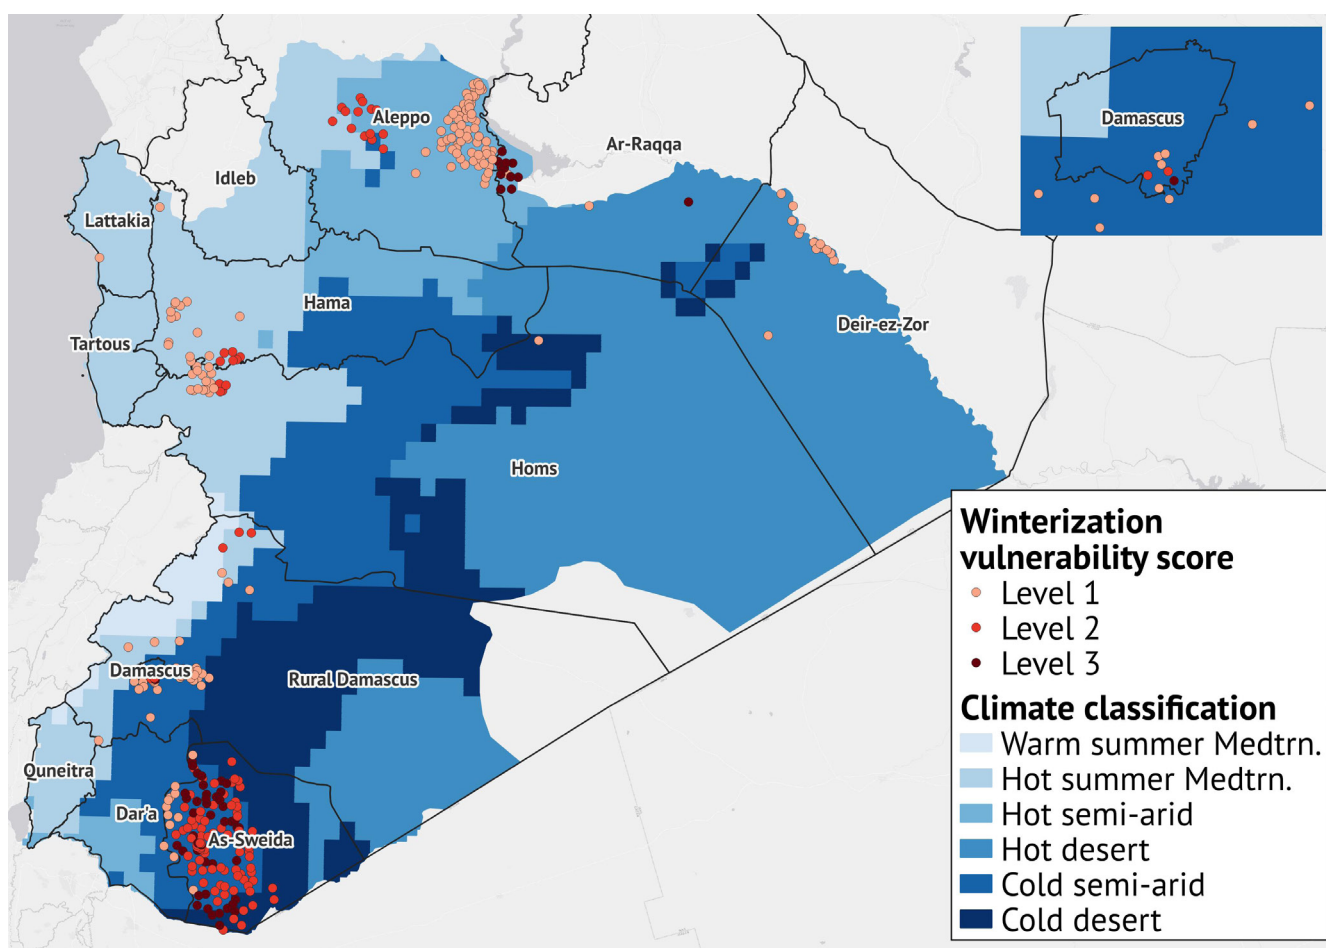 Damascus
Aleppo
Ar-Raqqa
Idleb
Lattakia
Hama
Deir-ez-Zor
Tartous
Homs
Damascus
Rural Damascus
Quneitra
Dar'a
As-Sweida
Winterization
vulnerability score
Level 1
Level 2
Level 3
Climate classification
Warm summer Medtrn.
Hot summer Medtrn.
Hot semi-arid
Hot desert
Cold semi-arid
Cold desert